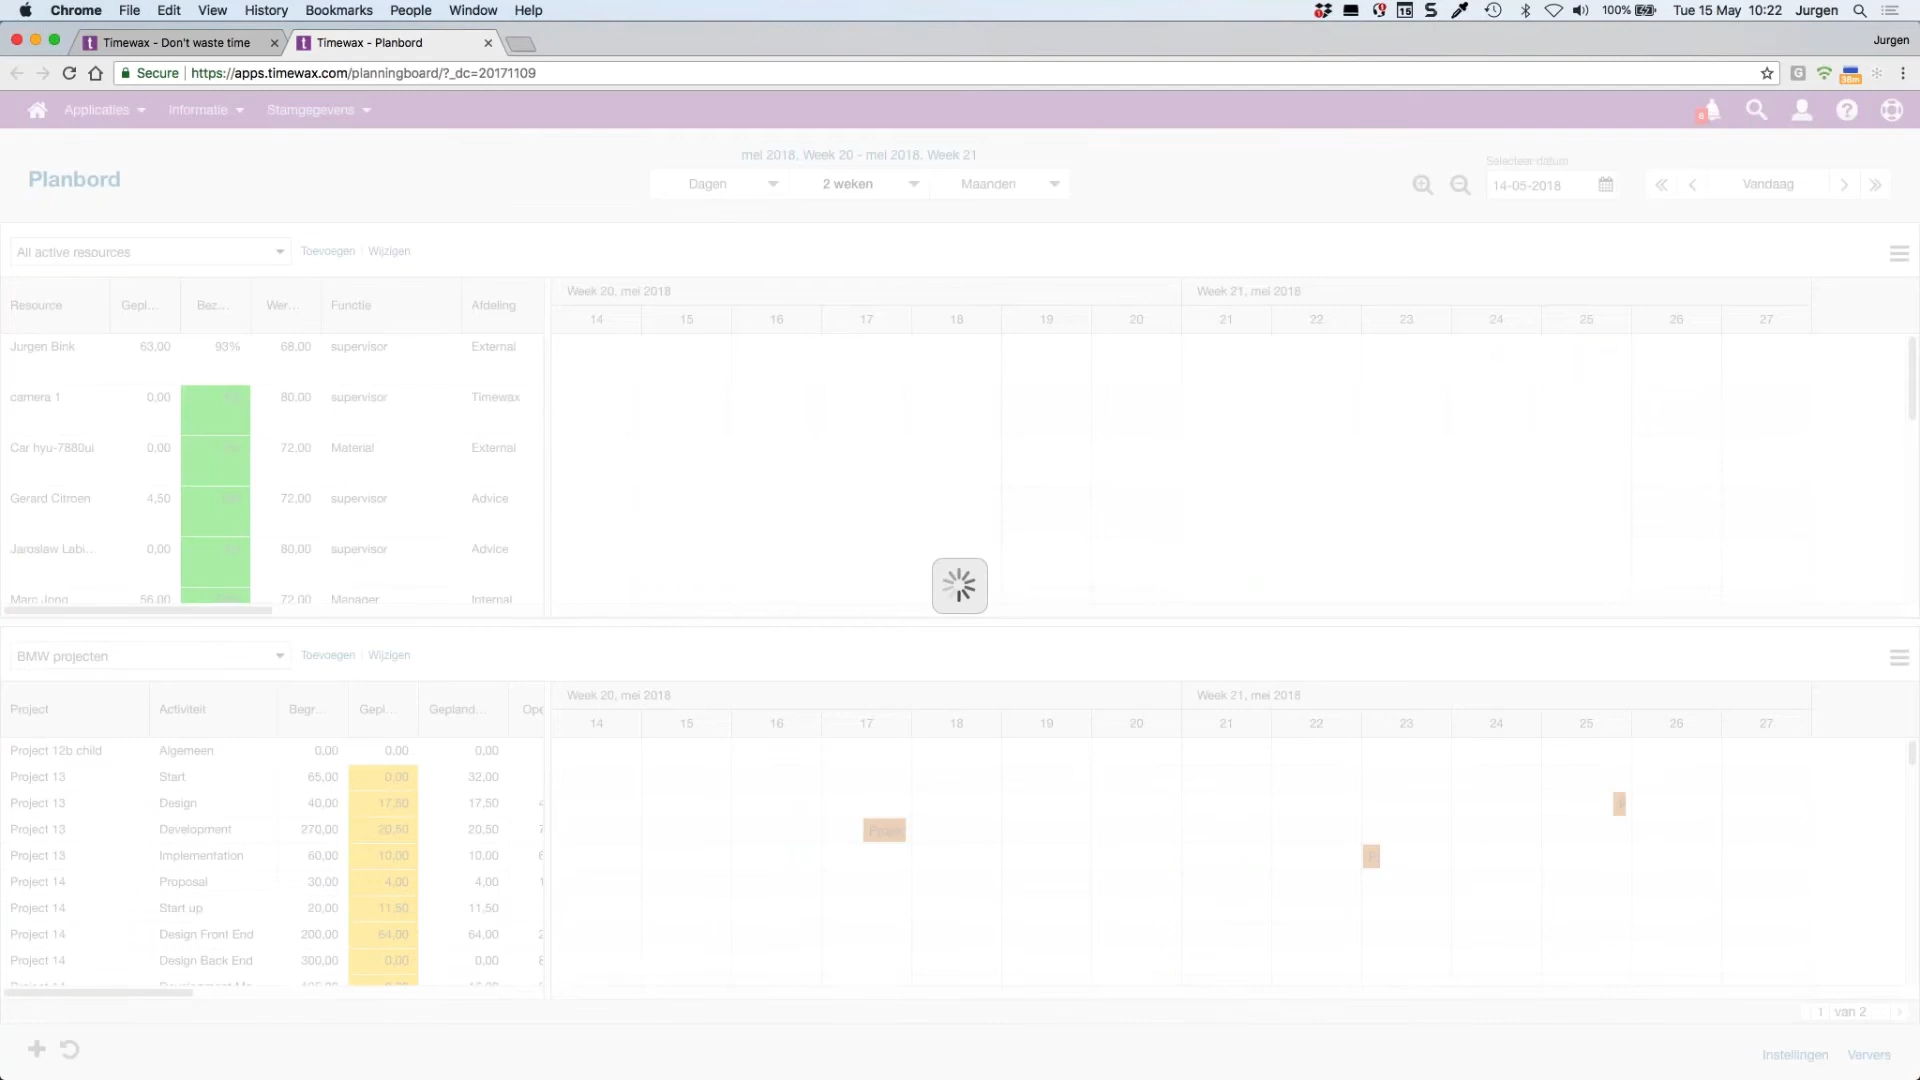 Chrome File Edit View History Bookmarks People Window Help 15 100% Tue 15 May 10:22 Jurgen
Timewax - Don't waste time Timewax - Planbord Jurgen
Secure https://apps.timewax.com/planningboard/?_dc=20171109 38m
Applicaties Informatie Stamgegevens
mei 2018, Week 20 - mei 2018, Week 21
Planbord
Dagen 2 weken Maanden
Selecteer datum
14-05-2018 Vandaag
All active resources Toevoegen Wijzigen
Resource Gepl... Bez... Wer... Functie Afdeling
Week 20, mei 2018 Week 21, mei 2018
14 15 16 17 18 19 20 21 22 23 24 25 26 27
Jurgen Bink 63,00 93% 68,00 supervisor External
camera 1 0,00 80,00 supervisor Timewax
Car hyu-7880ui 0,00 72,00 Material External
Gerard Citroen 4,50 72,00 supervisor Advice
Jaroslaw Labi... 0,00 80,00 supervisor Advice
Marc Jong 56,00 72,00 Manager Internal
BMW projecten Toevoegen Wijzigen
Project Activiteit Begr... Gepl... Gepland... Ope
Week 20, mei 2018 Week 21, mei 2018
14 15 16 17 18 19 20 21 22 23 24 25 26 27
Project 12b child Algemeen 0,00 0,00 0,00
Project 13 Start 65,00 0,00 32,00
Project 13 Design 40,00 17,50 17,50
Project 13 Development 270,00 20,50 20,50
Project 13 Implementation 60,00 10,00 10,00
Project 14 Proposal 30,00 4,00 4,00
Project 14 Start up 20,00 11,50 11,50
Project 14 Design Front End 200,00 64,00 64,00
Project 14 Design Back End 300,00 0,00 0,00
1 van 2
Instellingen Ververs